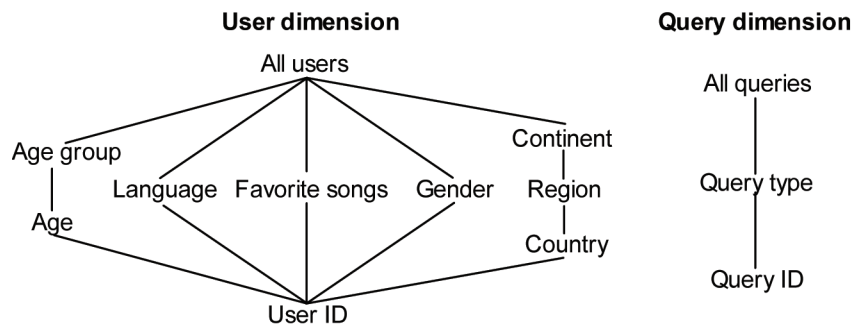 User dimension
All users
Age group
Age
Language
Favorite songs
Gender
Continent
Region
Country
User ID
Query dimension
All queries
Query type
Query ID